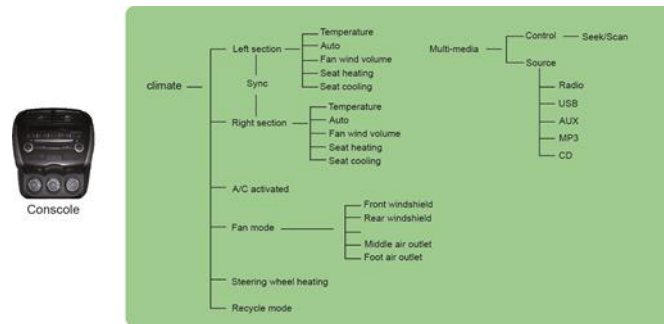 Conscole
climate
Left section
Temperature
Auto
Fan wind volume
Seat heating
Seat cooling
Sync
Right section
Temperature
Auto
Fan wind volume
Seat heating
Seat cooling
A/C activated
Fan mode
Front windshield
Rear windshield
Middle air outlet
Foot air outlet
Steering wheel heating
Recycle mode
Multi-media
Control
Seek/Scan
Source
Radio
USB
AUX
MP3
CD